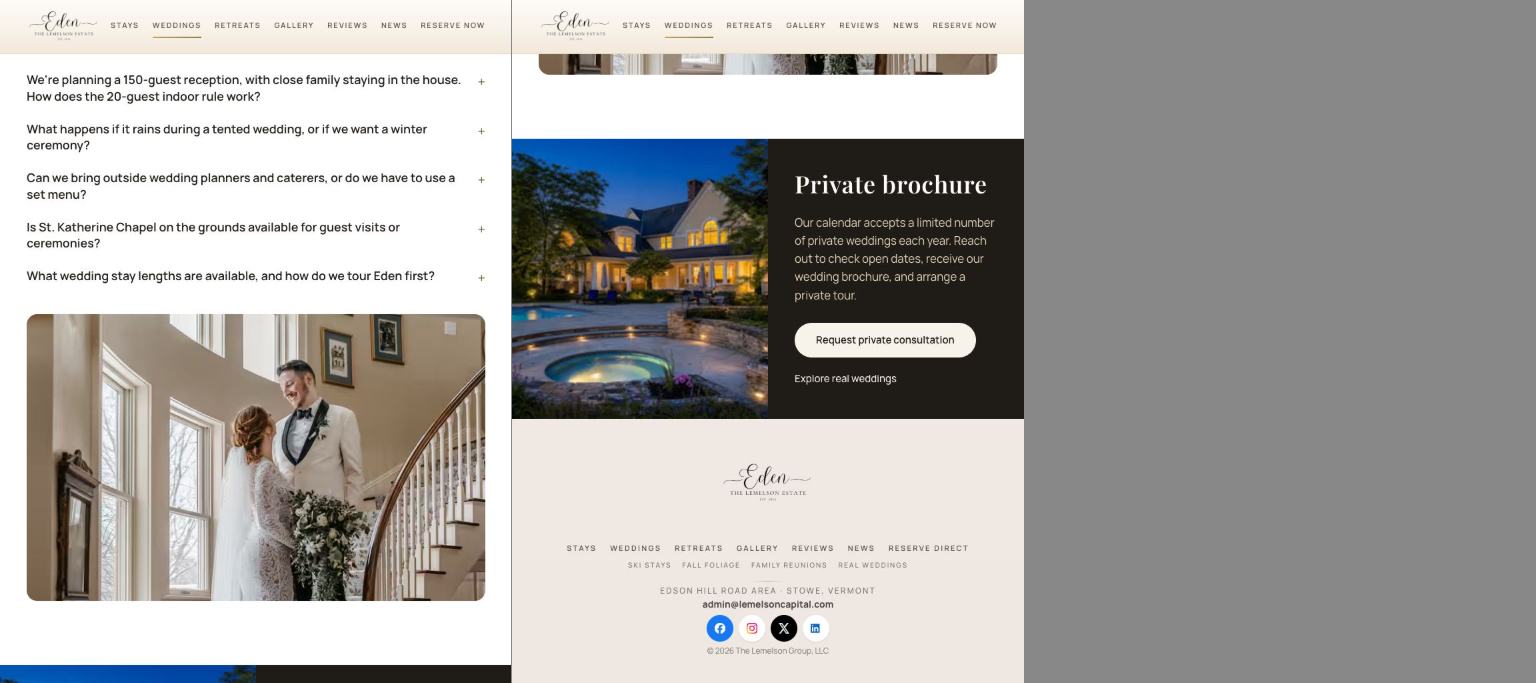 Eden
THE LEMELSON ESTATE
STAYS WEDDINGS RETREATS GALLERY REVIEWS NEWS RESERVE NOW
We're planning a 150-guest reception, with close family staying in the house.
How does the 20-guest indoor rule work?
+
What happens if it rains during a tented wedding, or if we want a winter
ceremony?
+
Can we bring outside wedding planners and caterers, or do we have to use a
set menu?
+
Is St. Katherine Chapel on the grounds available for guest visits or
ceremonies?
+
What wedding stay lengths are available, and how do we tour Eden first?
+
Eden
THE LEMELSON ESTATE
STAYS WEDDINGS RETREATS GALLERY REVIEWS NEWS RESERVE NOW
Private brochure
Our calendar accepts a limited number
of private weddings each year. Reach
out to check open dates, receive our
wedding brochure, and arrange a
private tour.
Request private consultation
Explore real weddings
Eden
THE LEMELSON ESTATE
STAYS WEDDINGS RETREATS GALLERY REVIEWS NEWS RESERVE DIRECT
SKI STAYS FALL FOLIAGE FAMILY REUNIONS REAL WEDDINGS
EDSON HILL ROAD AREA · STOWE, VERMONT
admin@lemelsoncapital.com
© 2026 The Lemelson Group, LLC